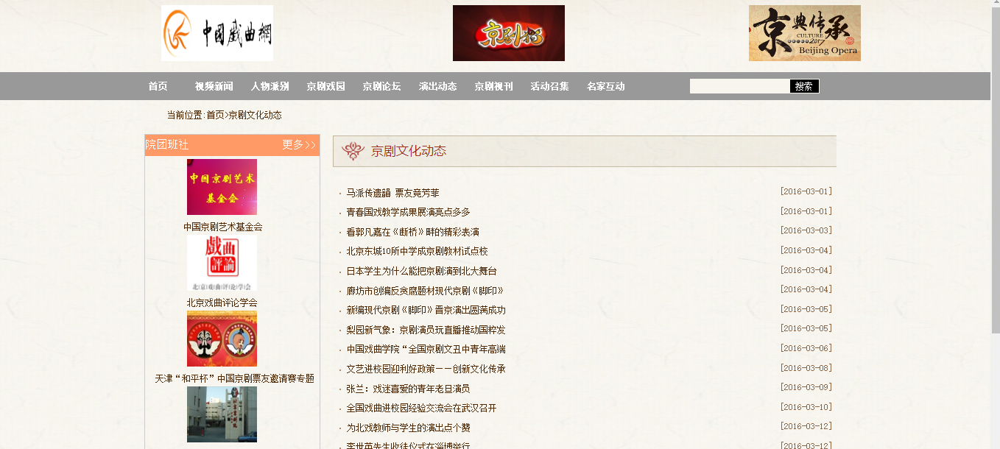 中国戲曲網
京剧
京典传承
CULTURE
2017
Beijing Opera
首页 视频新闻 人物派别 京剧戏园 京剧论坛 演出动态 京剧视刊 活动召集 名家互动 搜索
当前位置:首页>京剧文化动态
院团班社 更多>>
中国京剧艺术
基金会
中国京剧艺术基金会
戲曲
評論
北京戏曲评论学会
北京戏曲评论学会
天津“和平杯”中国京剧票友邀请赛专题
京剧文化动态
马派传遗韻 票友竟芳菲 [2016-03-01]
青春国戏教学成果展演亮点多多 [2016-03-01]
看郭凡嘉在《断桥》畔的精彩表演 [2016-03-03]
北京东城10所中学成京剧教材试点校 [2016-03-04]
日本学生为什么能把京剧演到北大舞台 [2016-03-04]
廊坊市创编反贪腐题材现代京剧《脚印》 [2016-03-04]
新编现代京剧《脚印》晋京演出圆满成功 [2016-03-05]
梨园新气象：京剧演员玩直播推动国粹发 [2016-03-05]
中国戏曲学院“全国京剧文丑中青年高端 [2016-03-06]
文艺进校园迎利好政策——创新文化传承 [2016-03-08]
张兰：戏迷喜爱的青年老旦演员 [2016-03-09]
全国戏曲进校园经验交流会在武汉召开 [2016-03-10]
为北戏教师与学生的演出点个赞 [2016-03-12]
李世英先生收徒仪式在淄博举行 [2016-03-12]